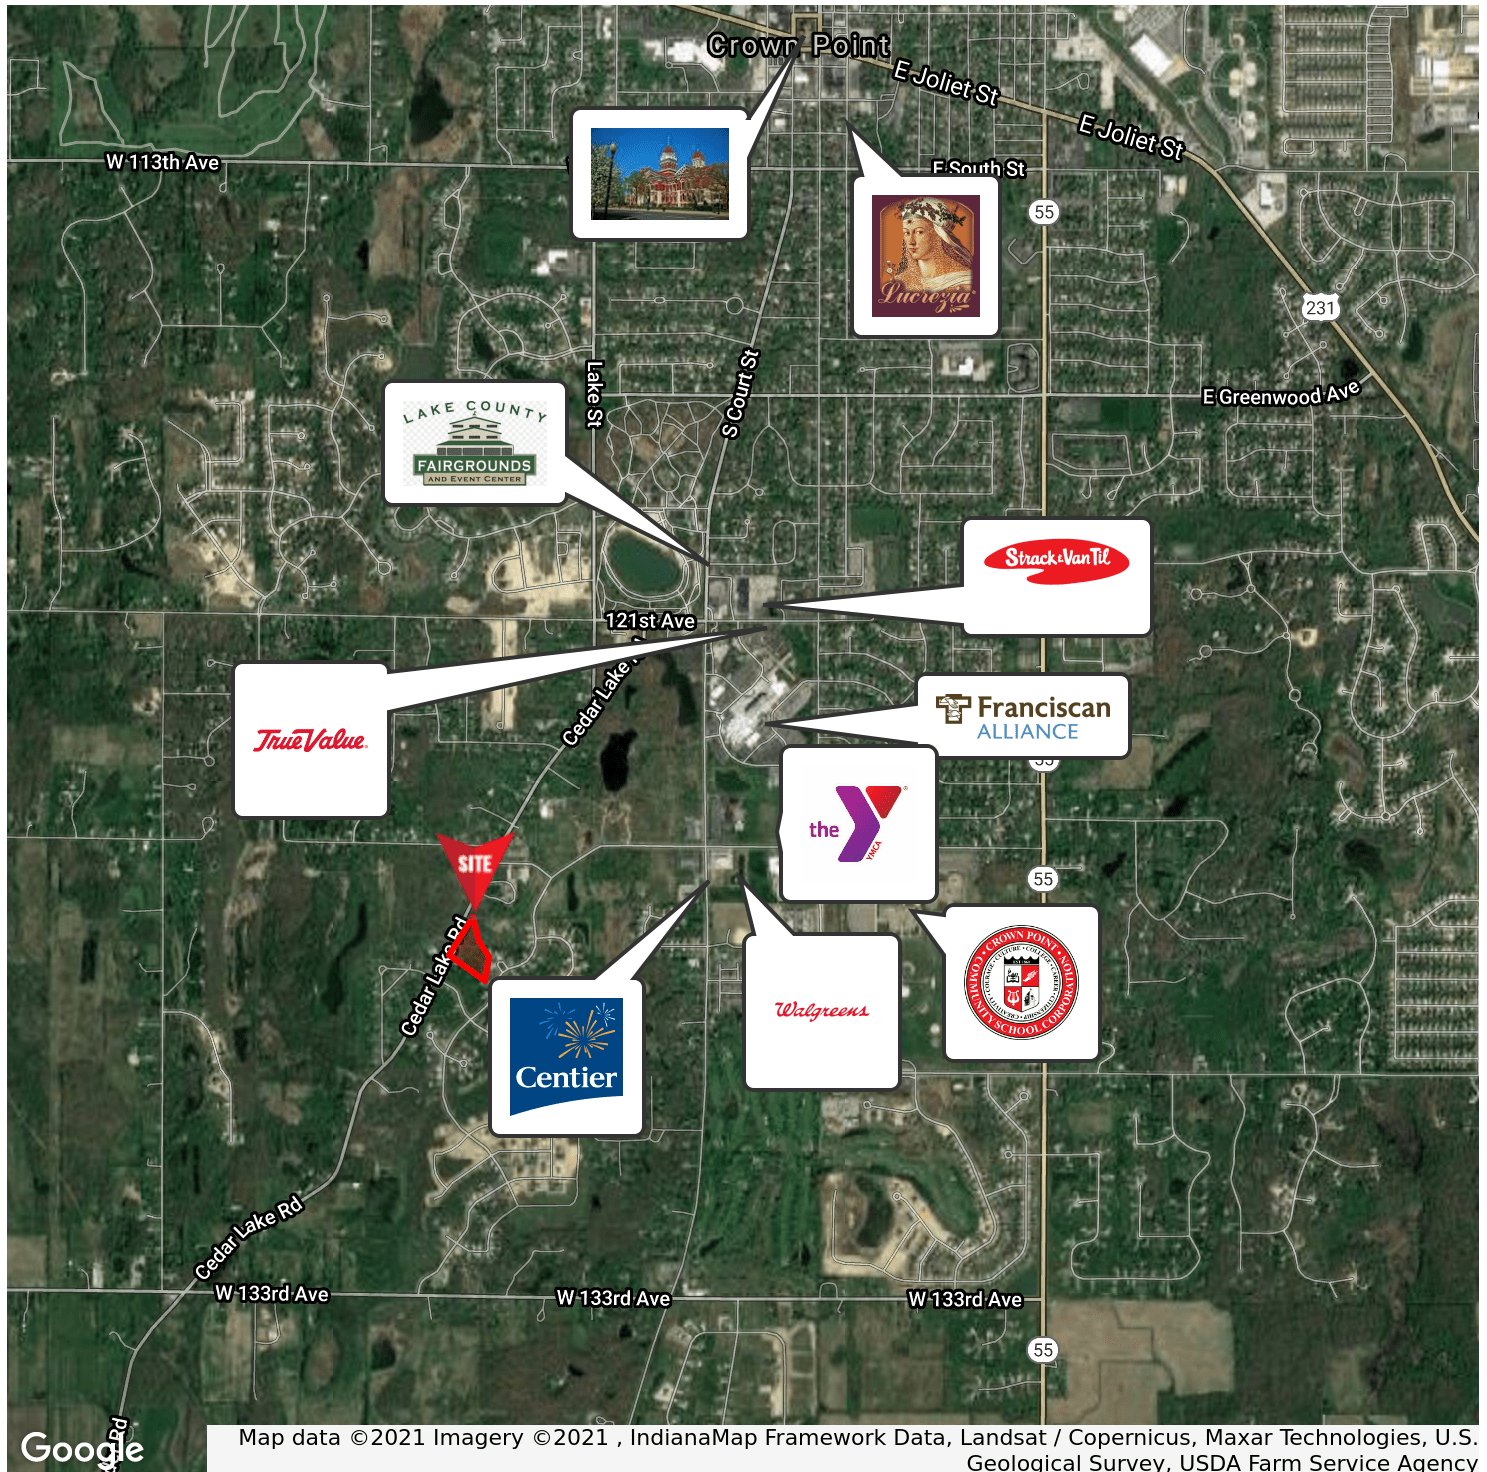 Crown Point
E Joliet St
E Joliet St
W 113th Ave
E South St
55
Lucrezia
231
Lake St
S Court St
E Greenwood Ave
LAKE COUNTY
FAIRGROUNDS
AND EVENT CENTER
Strack & Van Til
121st Ave
Cedar Lake
True Value
Franciscan
ALLIANCE
55
the
YMCA
SITE
55
Cedar Lake Rd
Centier
Walgreens
CROWN POINT
COMMUNITY SCHOOL CORPORATION
Cedar Lake Rd
W 133rd Ave
W 133rd Ave
W 133rd Ave
55
Rd
Google
Map data ©2021 Imagery ©2021 , IndianaMap Framework Data, Landsat / Copernicus, Maxar Technologies, U.S.
Geological Survey, USDA Farm Service Agency